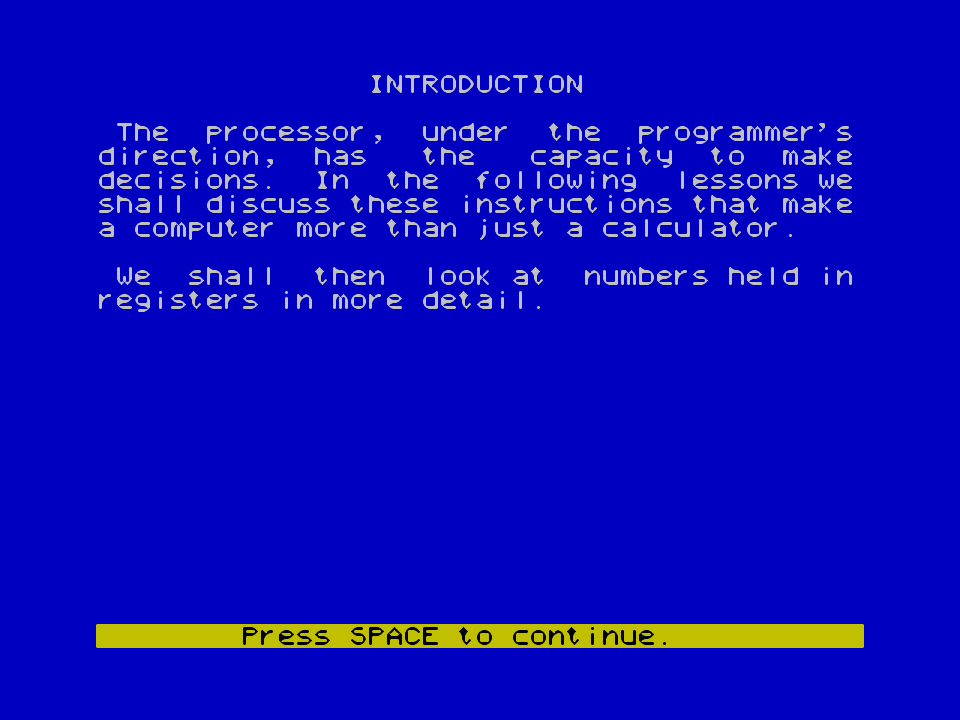 INTRODUCTION
The processor, under the programmer's
direction, has the capacity to make
decisions. In the following lessons we
shall discuss these instructions that make
a computer more than just a calculator.
We shall then look at numbers held in
registers in more detail.
Press SPACE to continue.